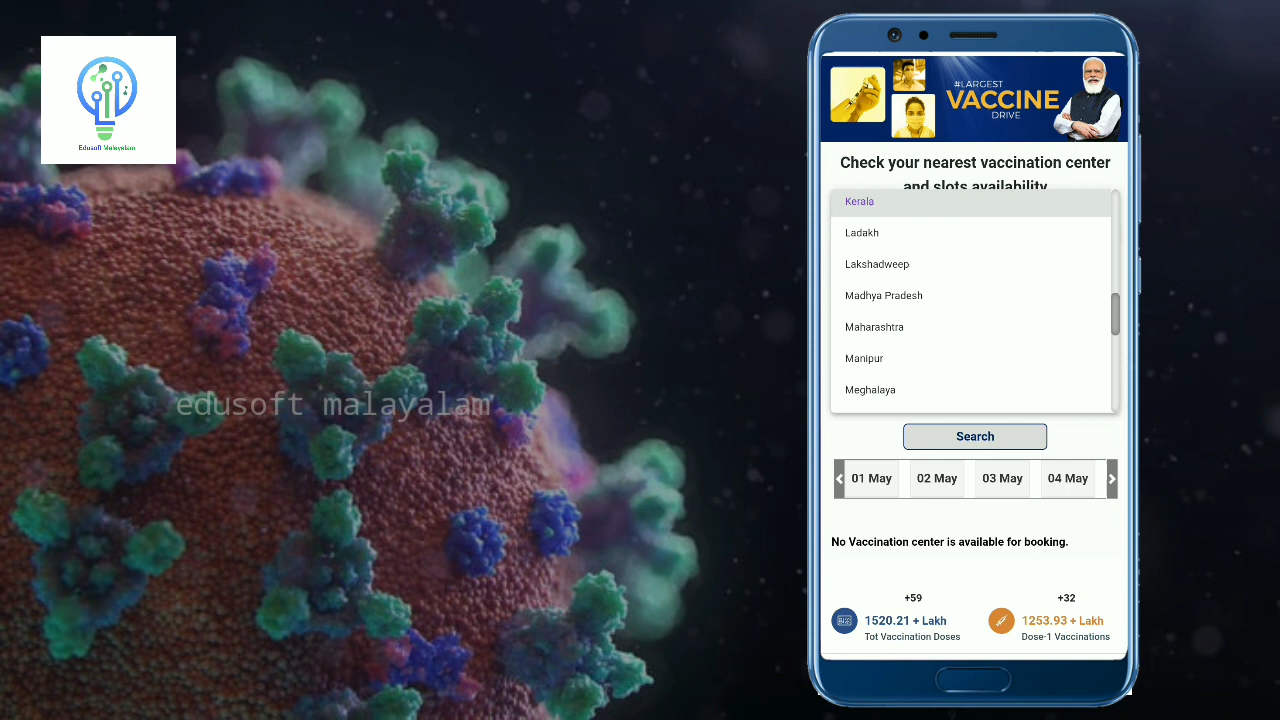 Edusoft Malayalam
edusoft malayalam
#LARGEST
VACCINE
DRIVE
Check your nearest vaccination center
and slots availability
Kerala
Ladakh
Lakshadweep
Madhya Pradesh
Maharashtra
Manipur
Meghalaya
Search
01 May 02 May 03 May 04 May
No Vaccination center is available for booking.
+59 +32
1520.21 + Lakh 1253.93 + Lakh
Tot Vaccination Doses Dose-1 Vaccinations